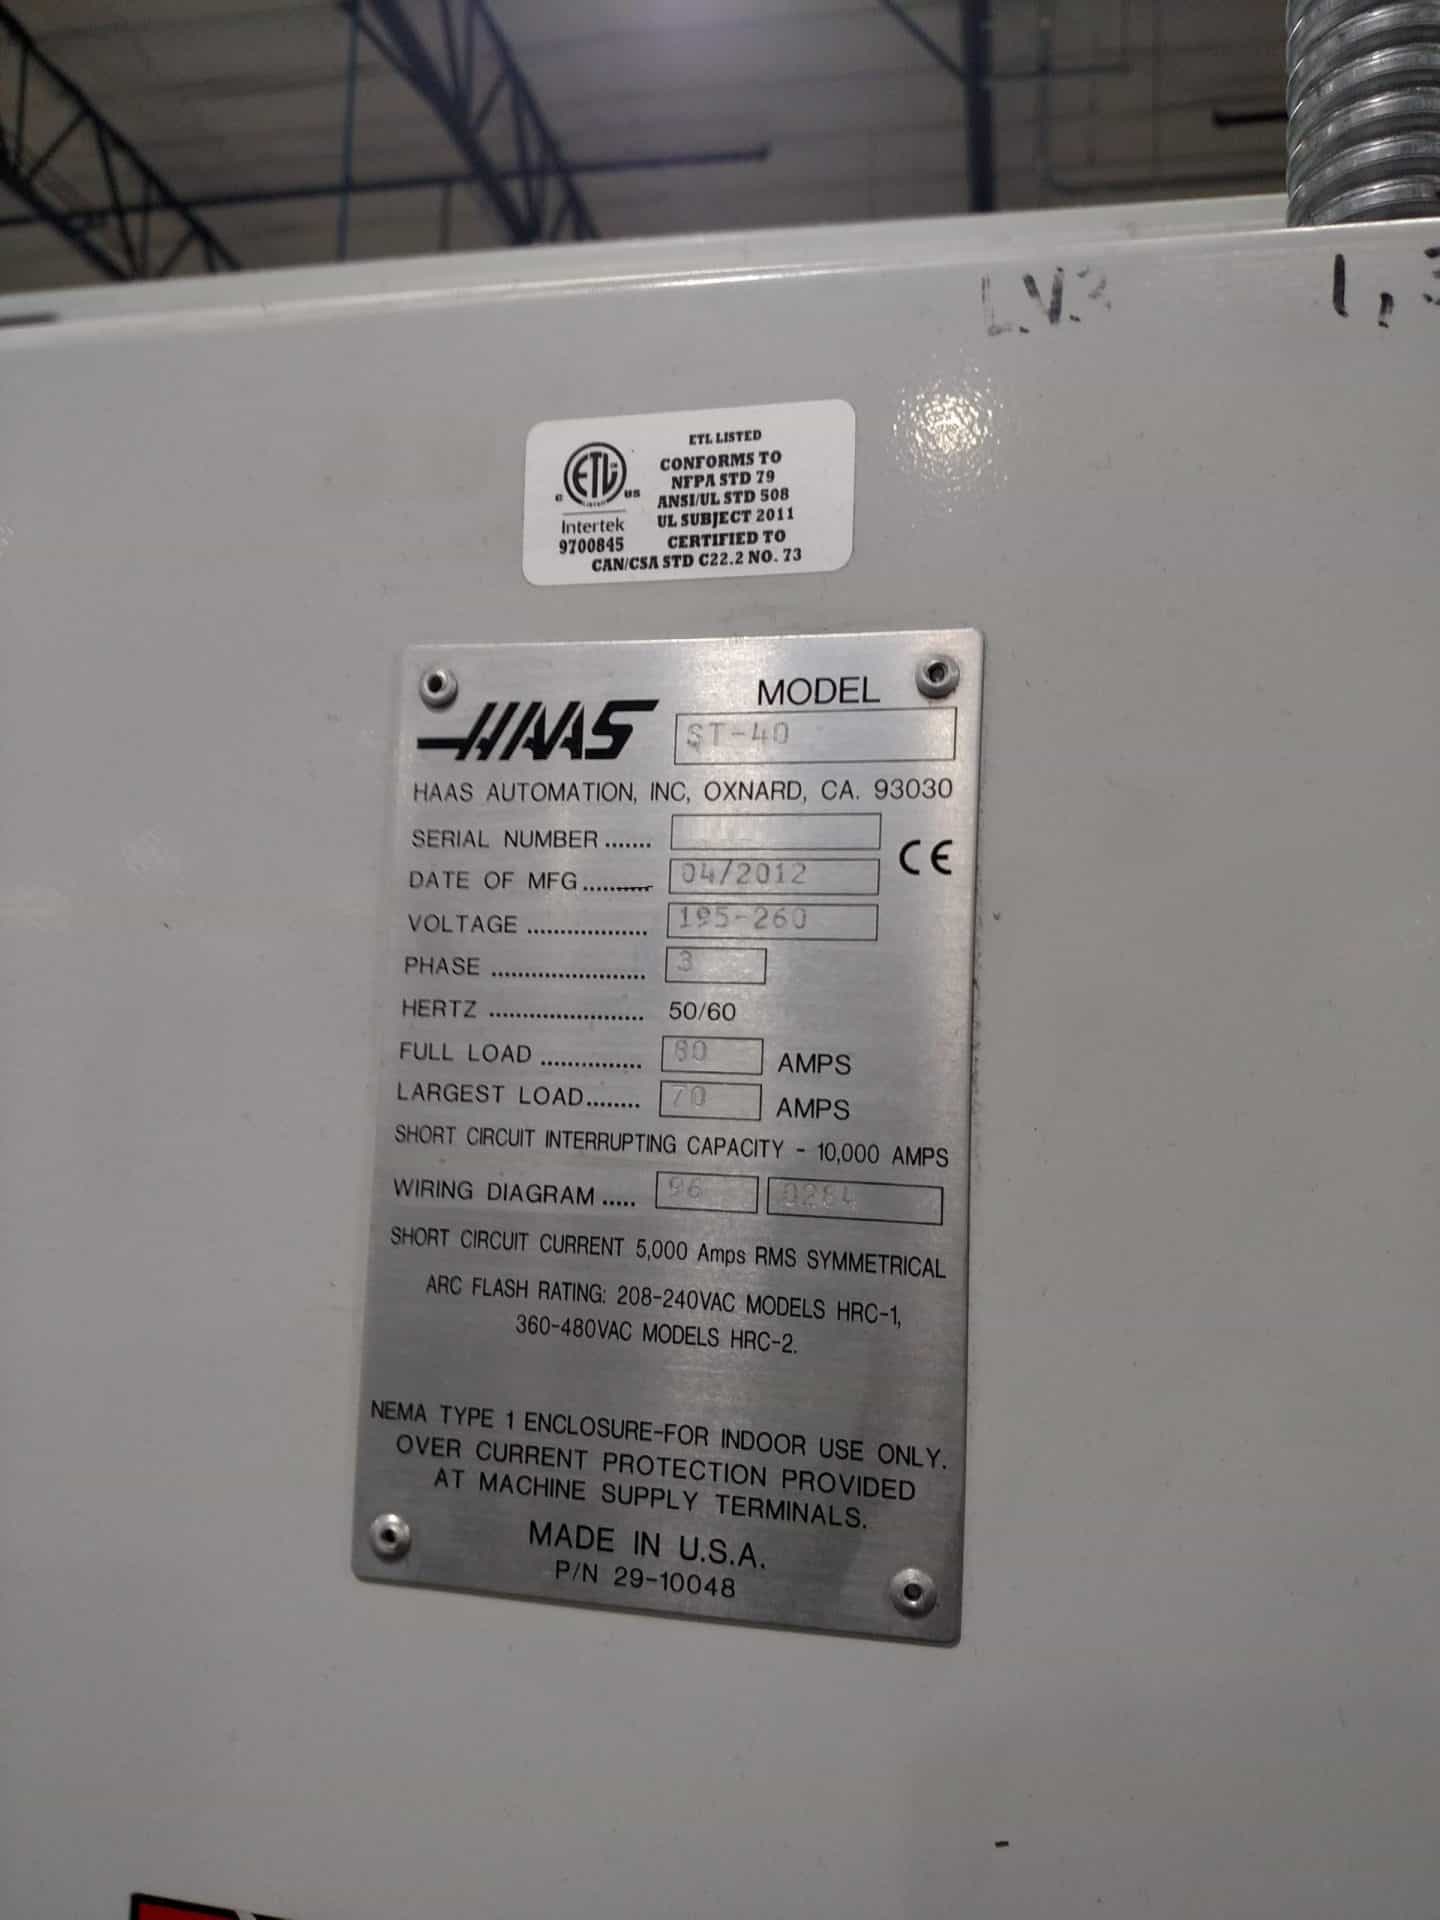 L.V.
1,
ETL LISTED
CONFORMS TO
NFPA STD 79
ANSI/UL STD 508
UL SUBJECT 2011
CERTIFIED TO
CAN/CSA STD C22.2 NO. 73
ETL
C US
Intertek
9700845
HAAS MODEL
ST-40
HAAS AUTOMATION, INC, OXNARD, CA. 93030
SERIAL NUMBER .......
CE
DATE OF MFG.......... 04/2012
VOLTAGE .................. 195-260
PHASE ....................... 3
HERTZ ....................... 50/60
FULL LOAD ............... AMPS
LARGEST LOAD........ 70 AMPS
SHORT CIRCUIT INTERRUPTING CAPACITY - 10,000 AMPS
WIRING DIAGRAM ..... 96 0284
SHORT CIRCUIT CURRENT 5,000 Amps RMS SYMMETRICAL
ARC FLASH RATING: 208-240VAC MODELS HRC-1,
360-480VAC MODELS HRC-2.
NEMA TYPE 1 ENCLOSURE-FOR INDOOR USE ONLY.
OVER CURRENT PROTECTION PROVIDED
AT MACHINE SUPPLY TERMINALS.
MADE IN U.S.A.
P/N 29-10048